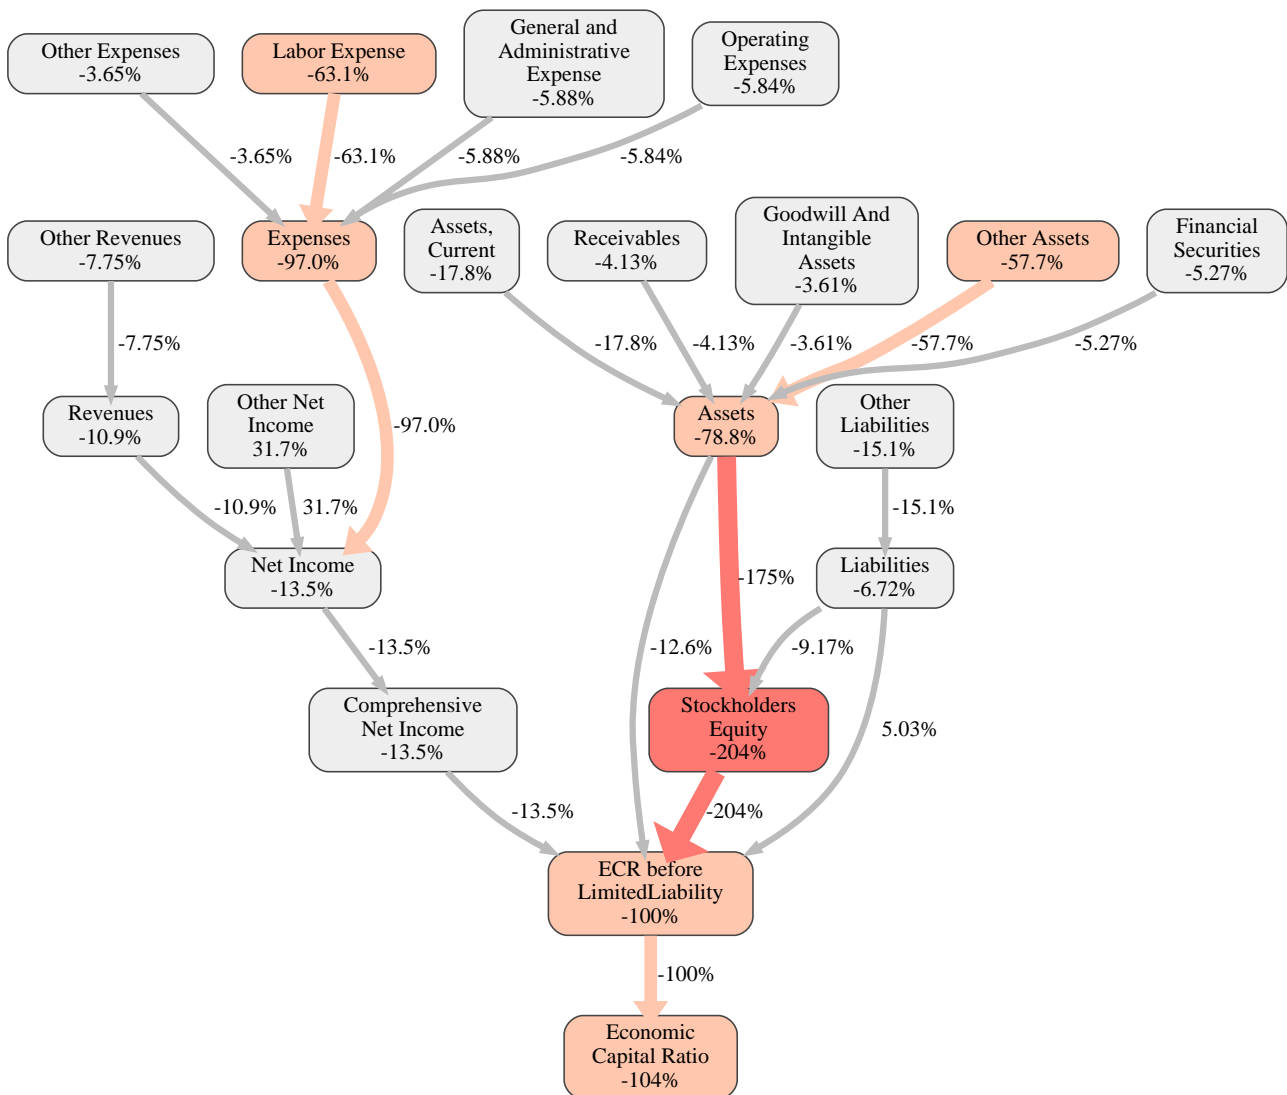 Other Expenses
-3.65%
Labor Expense
-63.1%
General and
Administrative
Expense
-5.88%
Operating
Expenses
-5.84%
-3.65%
-63.1%
-5.88%
-5.84%
Other Revenues
-7.75%
Expenses
-97.0%
Assets,
Current
-17.8%
Receivables
-4.13%
Goodwill And
Intangible
Assets
-3.61%
Other Assets
-57.7%
Financial
Securities
-5.27%
-7.75%
-17.8%
-4.13%
-3.61%
-57.7%
-5.27%
Revenues
-10.9%
Other Net
Income
31.7%
-97.0%
Assets
-78.8%
Other
Liabilities
-15.1%
-10.9%
31.7%
-15.1%
Net Income
-13.5%
-175%
Liabilities
-6.72%
-13.5%
-12.6%
-9.17%
Comprehensive
Net Income
-13.5%
Stockholders
Equity
-204%
5.03%
-13.5%
-204%
ECR before
LimitedLiability
-100%
-100%
Economic
Capital Ratio
-104%